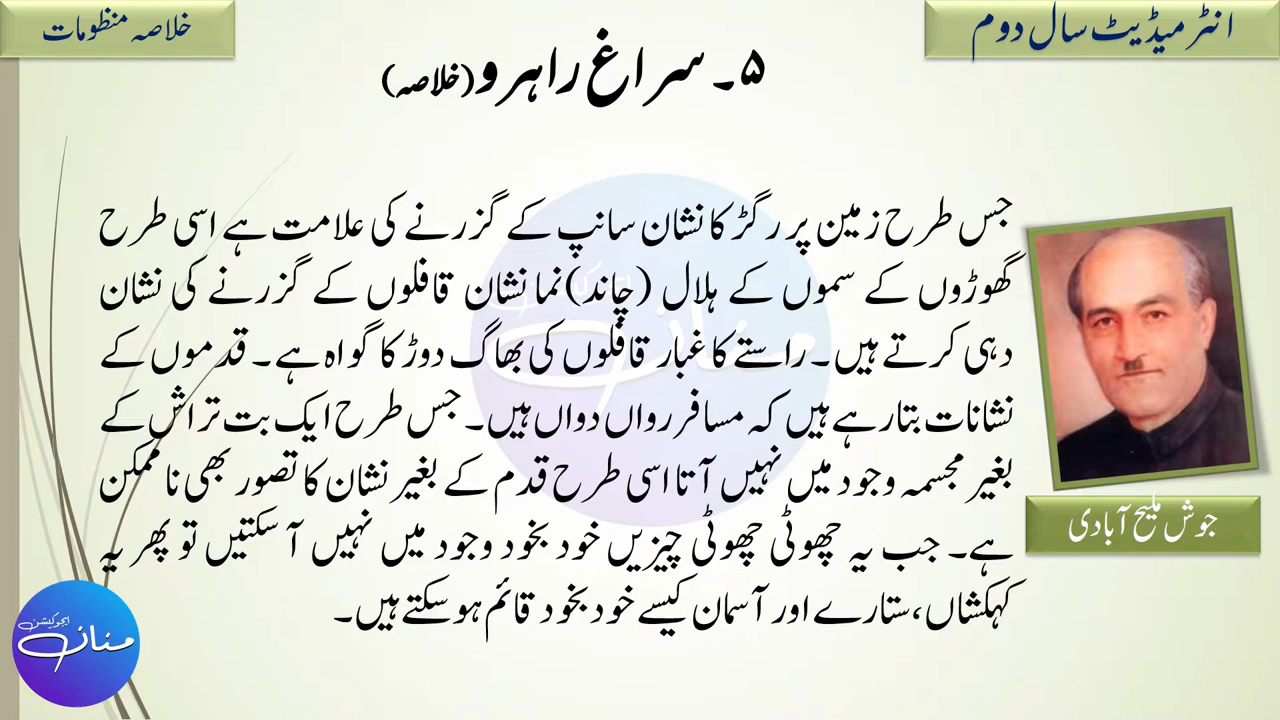 انٹر میڈیٹ سال دوم
خلاصہ منظومات
۵۔ سراغِ راہرو (خلاصہ)
جس طرح زمین پر رگڑ کا نشان سانپ کے گزرنے کی علامت ہے اسی طرح
گھوڑوں کے سموں کے ہلال (چاند) نما نشان قافلوں کے گزرنے کی نشان
دہی کرتے ہیں۔ راستے کا غبار قافلوں کی بھاگ دوڑ کا گواہ ہے۔ قدموں کے
نشانات بتا رہے ہیں کہ مسافر رواں دواں ہیں۔ جس طرح ایک بت تراش کے
بغیر مجسمہ وجود میں نہیں آتا اسی طرح قدم کے بغیر نشان کا تصور بھی ناممکن
ہے۔ جب یہ چھوٹی چھوٹی چیزیں خود بخود وجود میں نہیں آ سکتیں تو پھر یہ
کہکشاں، ستارے اور آسمان کیسے خود بخود قائم ہو سکتے ہیں۔
جوش ملیح آبادی
ایجوکیشن
منان